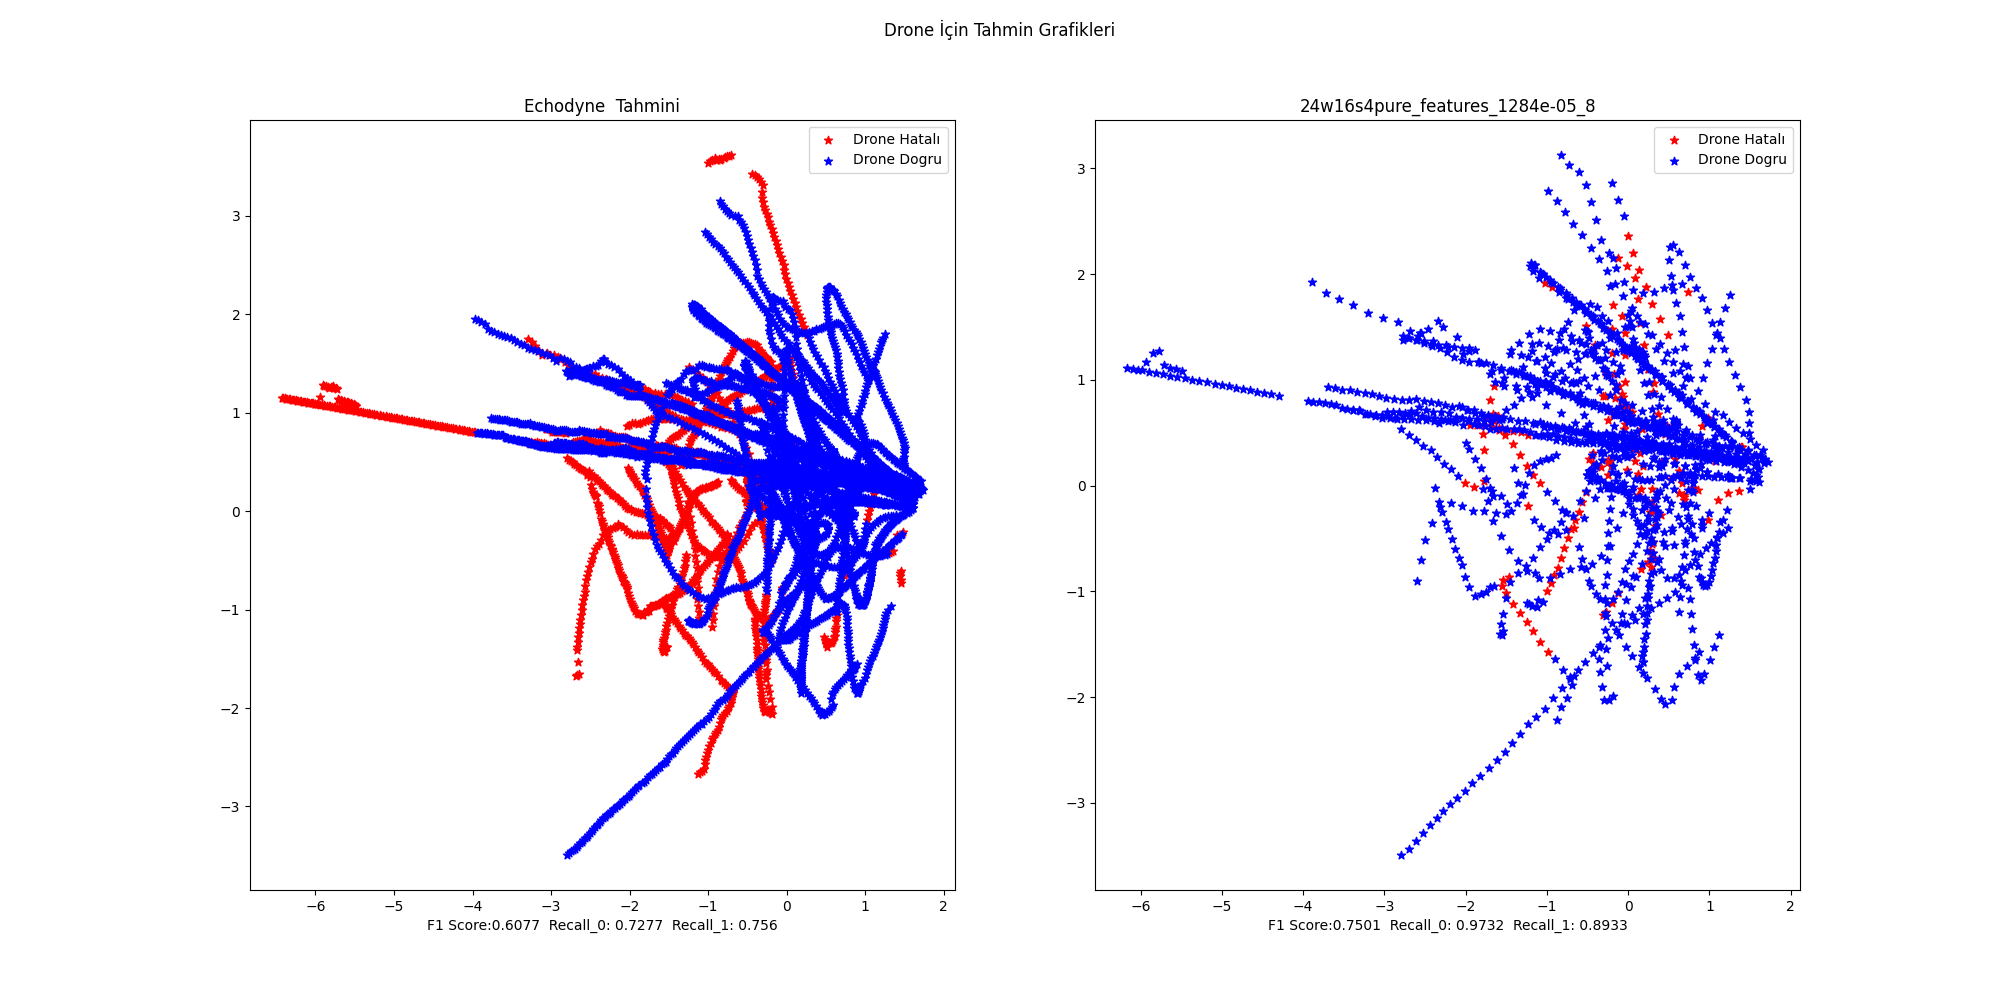 Drone İçin Tahmin Grafikleri
Echodyne  Tahmini
Drone Hatalı
Drone Dogru
3
2
1
0
−1
−2
−3
−6 −5 −4 −3 −2 −1 0 1 2
F1 Score:0.6077  Recall_0: 0.7277  Recall_1: 0.756
24w16s4pure_features_1284e-05_8
Drone Hatalı
Drone Dogru
3
2
1
0
−1
−2
−3
−6 −5 −4 −3 −2 −1 0 1 2
F1 Score:0.7501  Recall_0: 0.9732  Recall_1: 0.8933